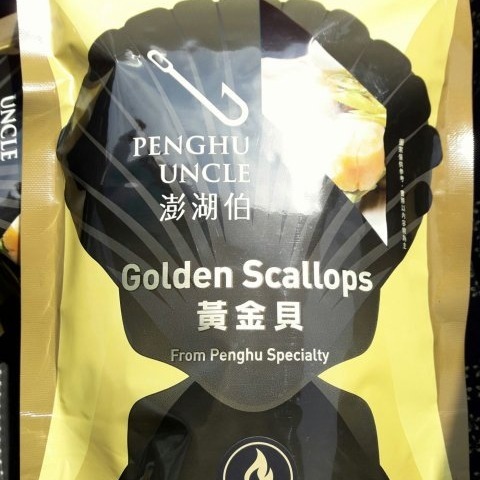 PENGHU
UNCLE
澎湖伯
Golden Scallops
黃金貝
From Penghu Specialty
UNCLE